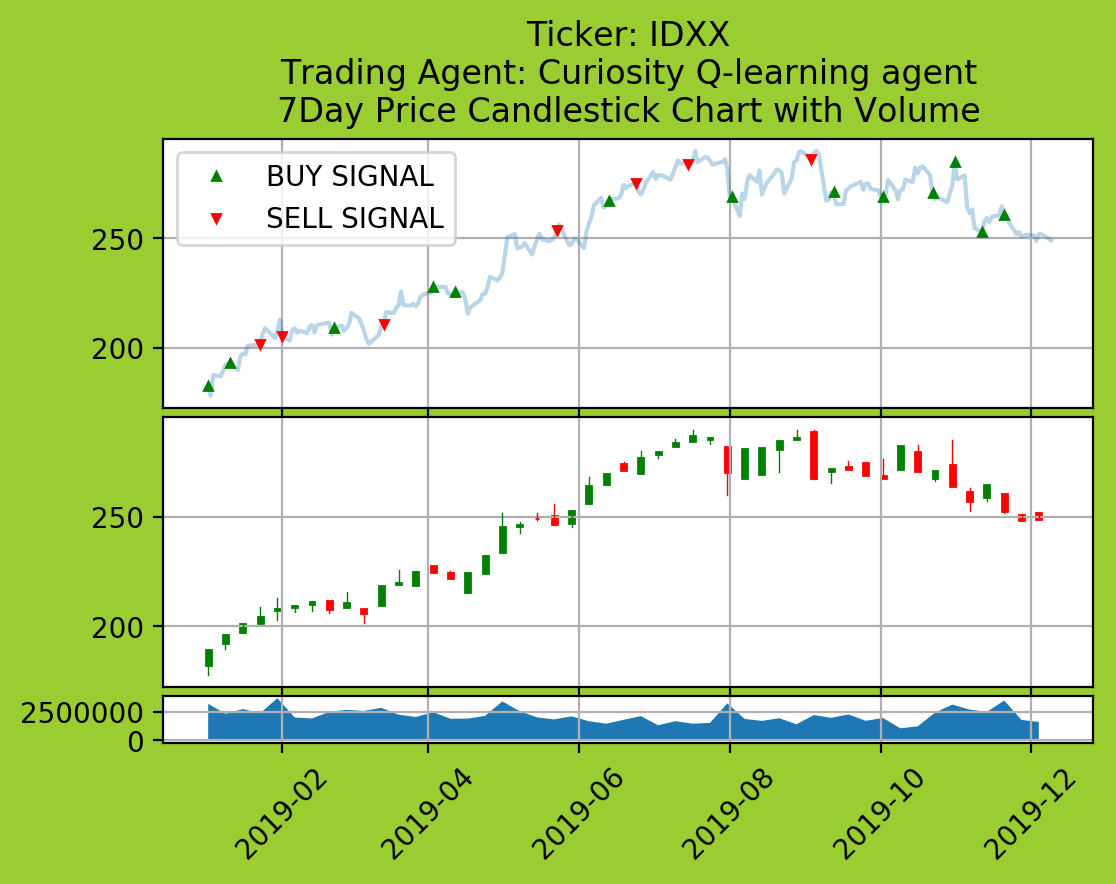 Ticker: IDXX
Trading Agent: Curiosity Q-learning agent
7Day Price Candlestick Chart with Volume
BUY SIGNAL
SELL SIGNAL
250
200
250
200
2500000
0
2019-02
2019-04
2019-06
2019-08
2019-10
2019-12